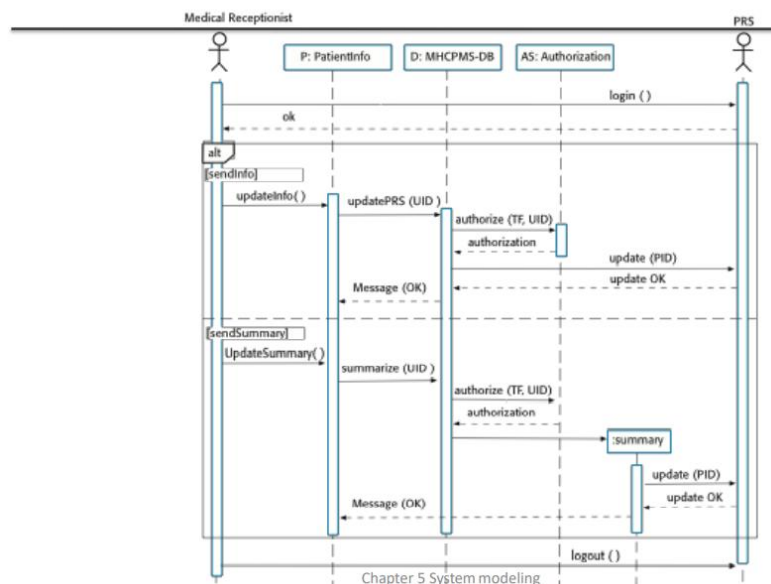 Medical Receptionist
PRS
P: PatientInfo
D: MHCPMS-DB
AS: Authorization
login ( )
ok
alt
[sendInfo]
updateInfo( )
updatePRS (UID )
authorize (TF, UID)
authorization
update (PID)
update OK
Message (OK)
[sendSummary]
UpdateSummary( )
summarize (UID )
authorize (TF, UID)
authorization
:summary
update (PID)
update OK
Message (OK)
logout ( )
Chapter 5 System modeling